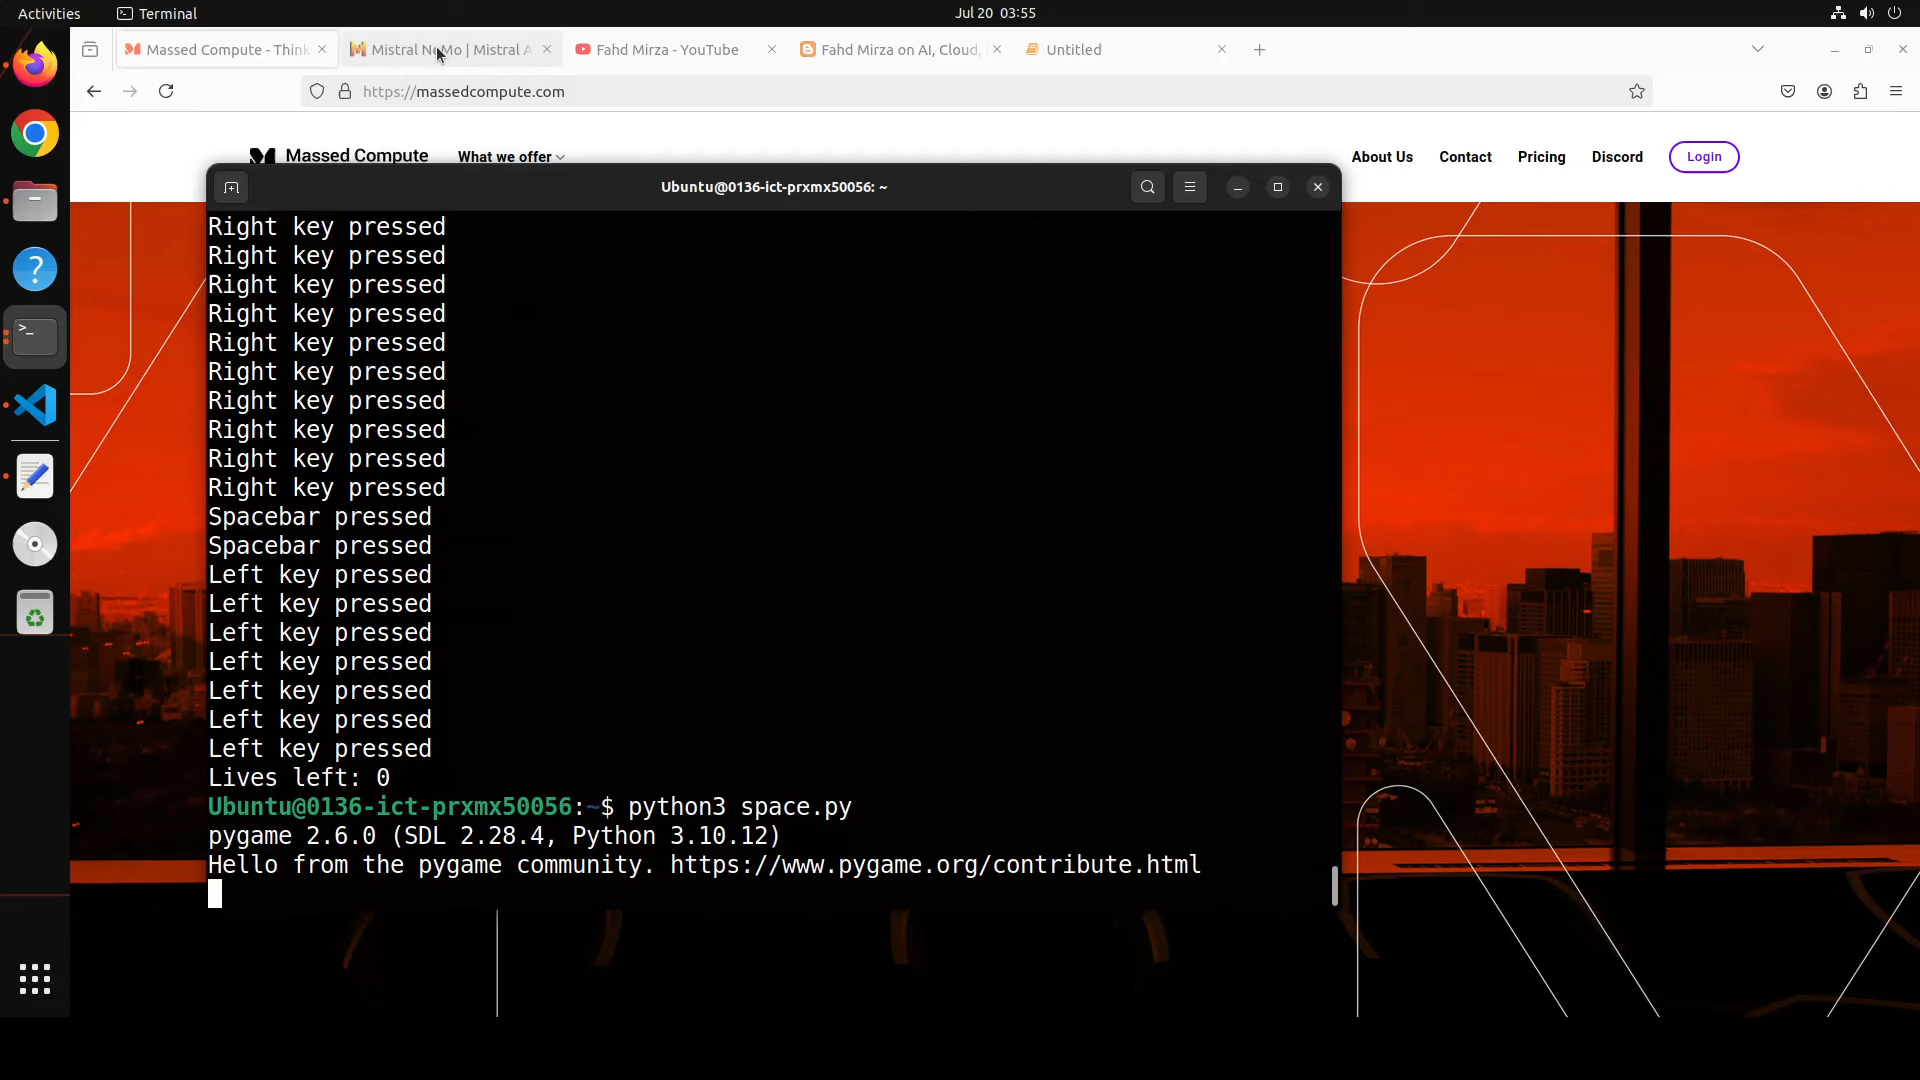 Activities
Terminal
Jul 20 03:55
Massed Compute - Think
Mistral NeMo | Mistral A
Fahd Mirza - YouTube
Fahd Mirza on AI, Cloud,
Untitled
https://massedcompute.com
Massed Compute
What we offer
About Us
Contact
Pricing
Discord
Login
Ubuntu@0136-ict-prxmx50056: ~
Right key pressed
Right key pressed
Right key pressed
Right key pressed
Right key pressed
Right key pressed
Right key pressed
Right key pressed
Right key pressed
Right key pressed
Spacebar pressed
Spacebar pressed
Left key pressed
Left key pressed
Left key pressed
Left key pressed
Left key pressed
Left key pressed
Left key pressed
Lives left: 0
Ubuntu@0136-ict-prxmx50056:~$ python3 space.py
pygame 2.6.0 (SDL 2.28.4, Python 3.10.12)
Hello from the pygame community. https://www.pygame.org/contribute.html